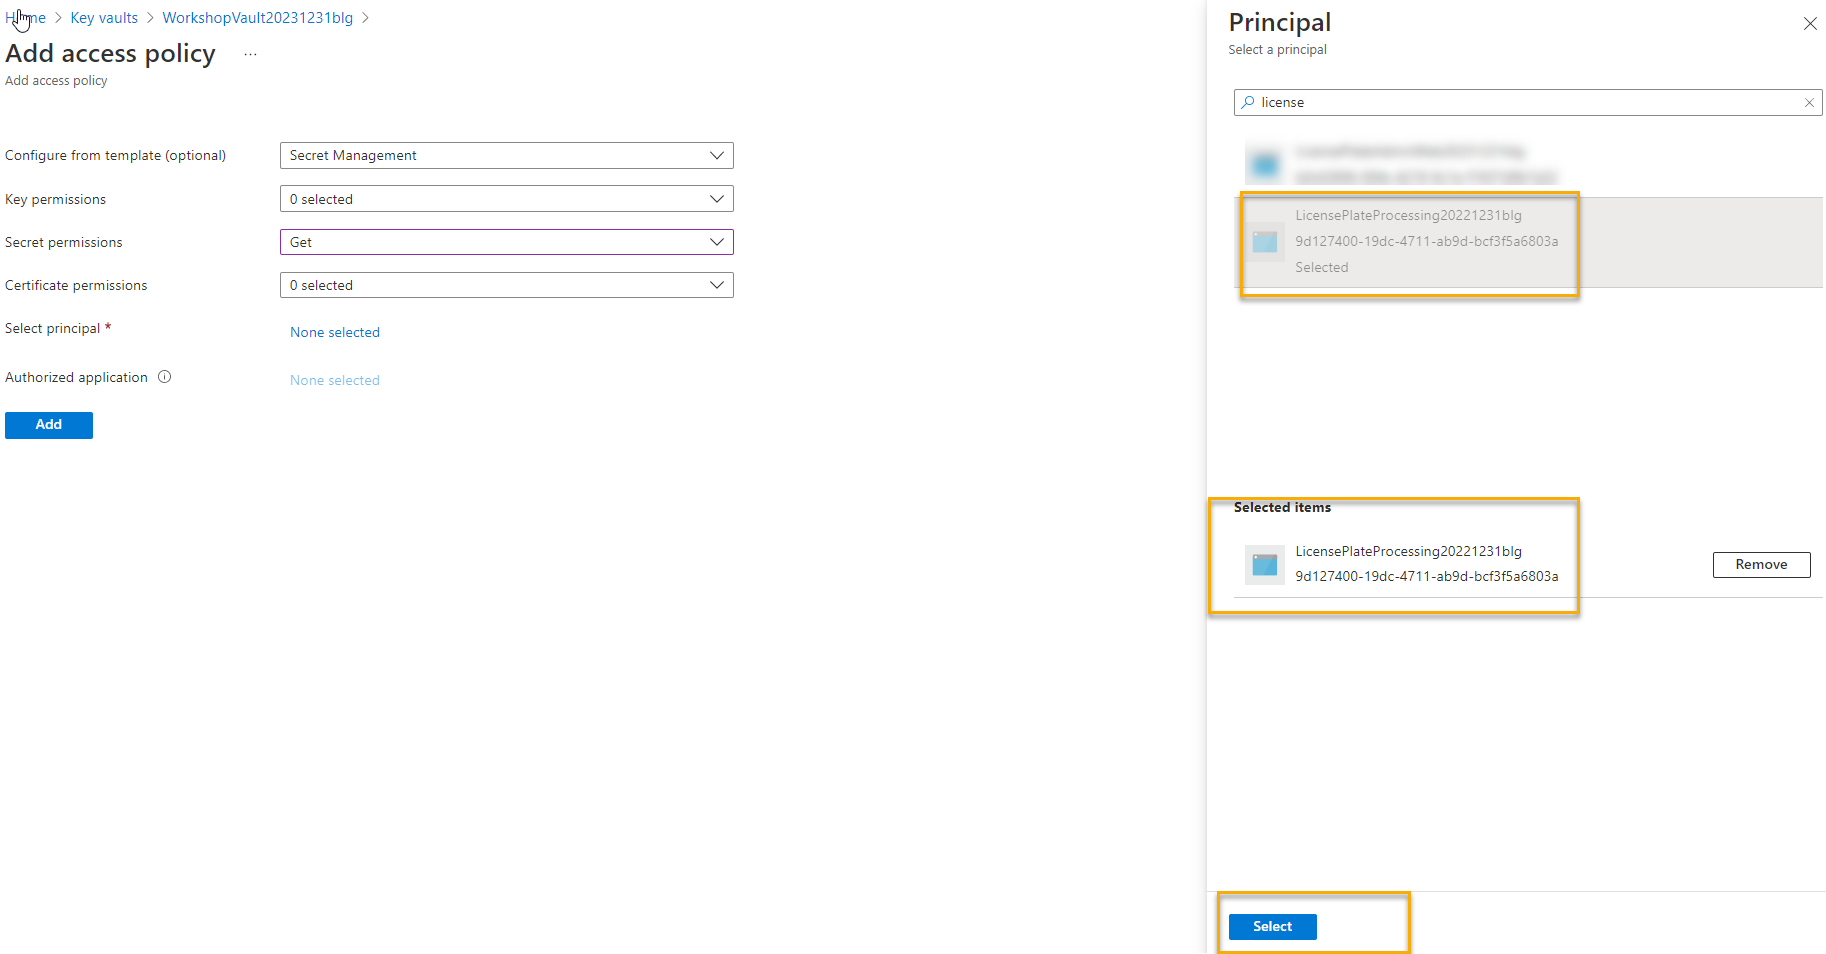 Home > Key vaults > WorkshopVault20231231blg >
Add access policy ...
Add access policy
Configure from template (optional) Secret Management
Key permissions 0 selected
Secret permissions Get
Certificate permissions 0 selected
Select principal * None selected
Authorized application None selected
Add
Principal
Select a principal
license
LicensePlateProcessing20221231blg
9d127400-19dc-4711-ab9d-bcf3f5a6803a
Selected
Selected items
LicensePlateProcessing20221231blg
9d127400-19dc-4711-ab9d-bcf3f5a6803a
Remove
Select